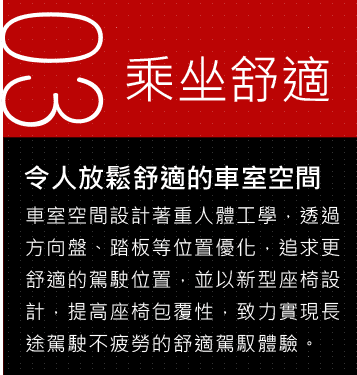 03
乘坐舒適
令人放鬆舒適的車室空間
車室空間設計著重人體工學，透過
方向盤、踏板等位置優化，追求更
舒適的駕駛位置，並以新型座椅設
計，提高座椅包覆性，致力實現長
途駕駛不疲勞的舒適駕馭體驗。